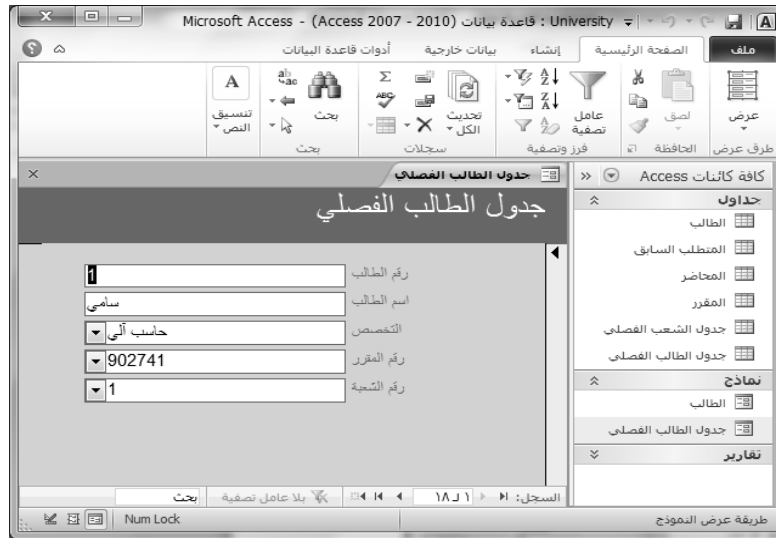 University : قاعدة بيانات (Access 2007 - 2010) - Microsoft Access
ملف
الصفحة الرئيسية
إنشاء
بيانات خارجية
أدوات قاعدة البيانات
عرض
لصق
عامل تصفية
تحديث الكل
بحث
تنسيق النص
طرق عرض
الحافظة
فرز وتصفية
سجلات
بحث
كافة كائنات Access
جداول
الطالب
المتطلب السابق
المحاضر
المقرر
جدول الشعب الفصلي
جدول الطالب الفصلي
نماذج
الطالب
جدول الطالب الفصلي
تقارير
جدول الطالب الفصلي
جدول الطالب الفصلي
رقم الطالب 1
اسم الطالب سامي
التخصص حاسب آلي
رقم المقرر 902741
رقم الشعبة 1
السجل: ١ لـ ١٨ بلا عامل تصفية بحث
طريقة عرض النموذج
Num Lock